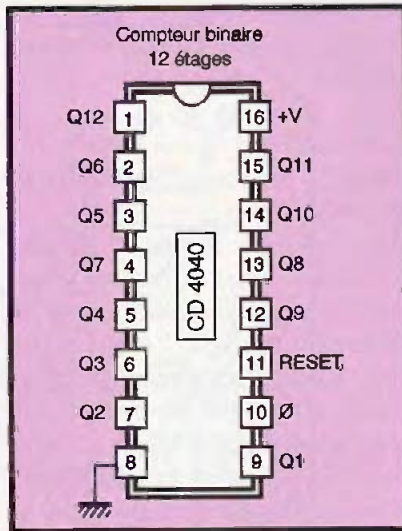 Compteur binaire
12 étages
Q12 1 16 +V
Q6 2 15 Q11
Q5 3 14 Q10
Q7 4 13 Q8
Q4 5 12 Q9
Q3 6 11 RESET
Q2 7 10 Ø
8 9 Q1
CD 4040